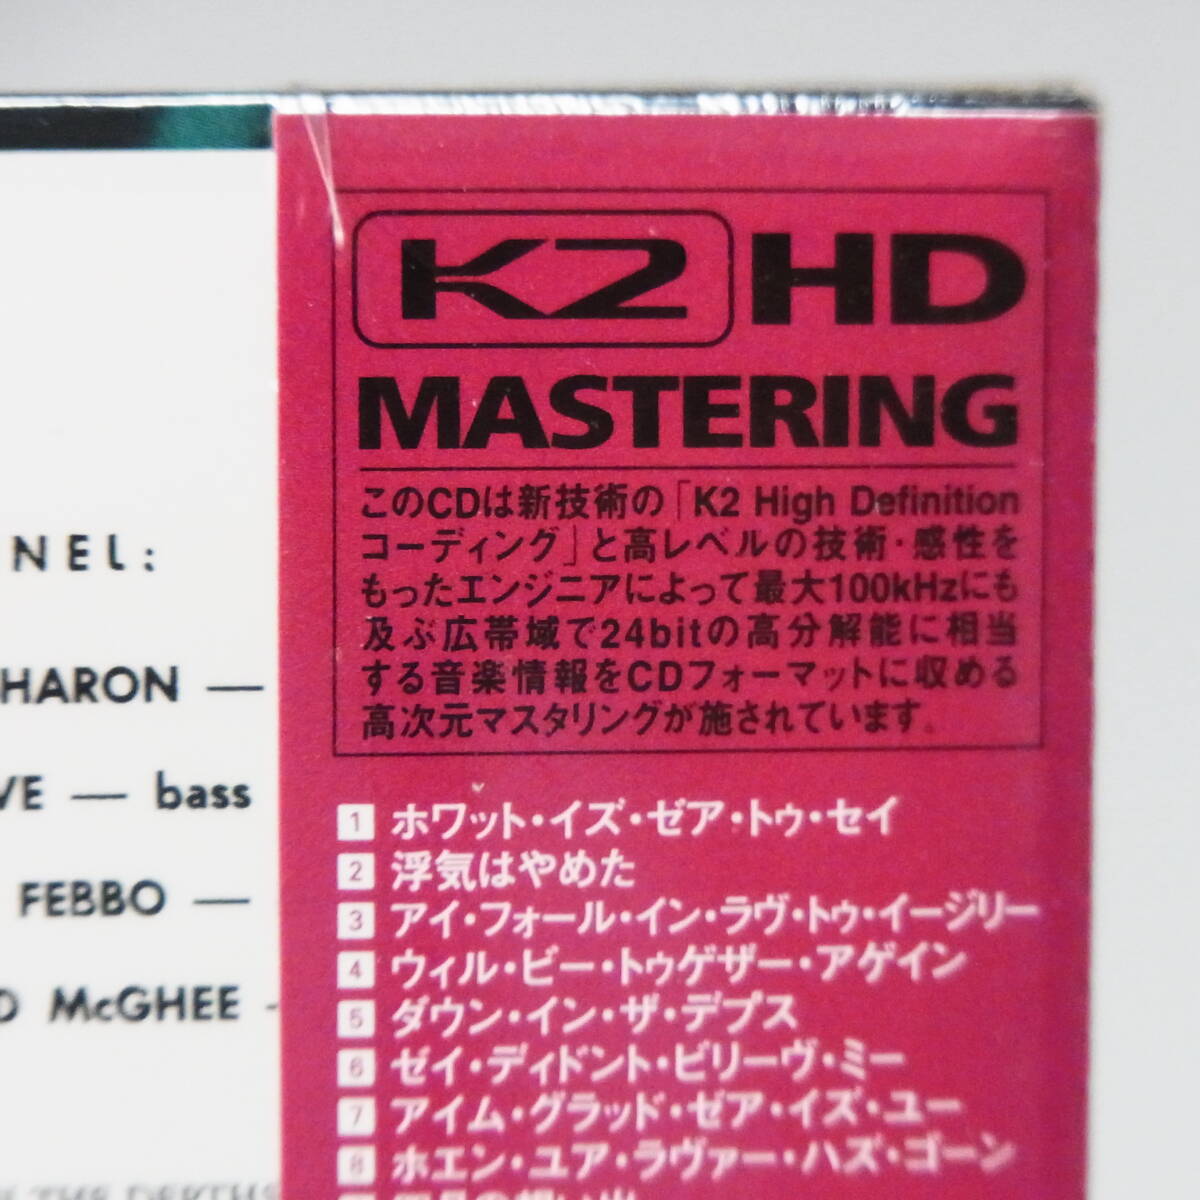 NEL:
HARON —
VE — bass
FEBBO —
D McGHEE -
K2 HD
MASTERING
このCDは新技術の「K2 High Definition
コーディング」と高レベルの技術・感性を
もったエンジニアによって最大100kHzにも
及ぶ広帯域で24bitの高分解能に相当
する音楽情報をCDフォーマットに収める
高次元マスタリングが施されています。
1 ホワット・イズ・ゼア・トゥ・セイ
2 浮気はやめた
3 アイ・フォール・イン・ラヴ・トゥ・イージリー
4 ウィル・ビー・トゥゲザー・アゲイン
5 ダウン・イン・ザ・デプス
6 ゼイ・ディドント・ビリーヴ・ミー
7 アイム・グラッド・ゼア・イズ・ユー
8 ホエン・ユア・ラヴァー・ハズ・ゴーン